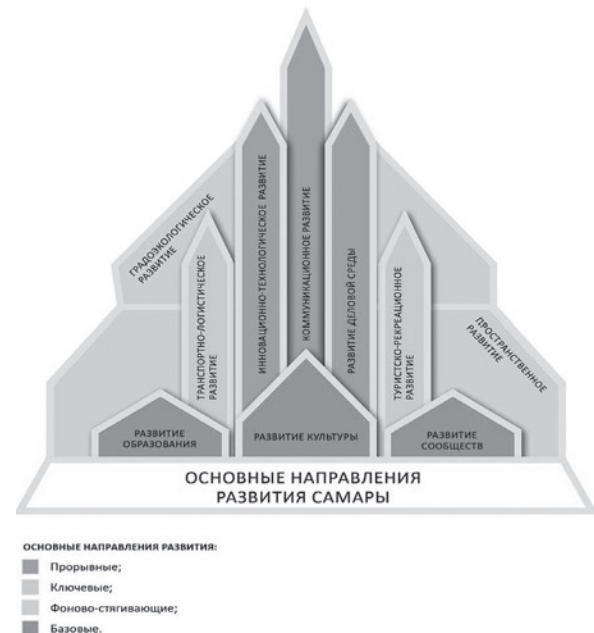 ГРАДОЭКОЛОГИЧЕСКОЕ
РАЗВИТИЕ
ТРАНСПОРТНО-ЛОГИСТИЧЕСКОЕ
РАЗВИТИЕ
ИННОВАЦИОННО-ТЕХНОЛОГИЧЕСКОЕ РАЗВИТИЕ
КОММУНИКАЦИОННОЕ РАЗВИТИЕ
РАЗВИТИЕ ДЕЛОВОЙ СРЕДЫ
ТУРИСТСКО-РЕКРЕАЦИОННОЕ
РАЗВИТИЕ
ПРОСТРАНСТВЕННОЕ
РАЗВИТИЕ
РАЗВИТИЕ
ОБРАЗОВАНИЯ
РАЗВИТИЕ КУЛЬТУРЫ
РАЗВИТИЕ
СООБЩЕСТВ
ОСНОВНЫЕ НАПРАВЛЕНИЯ
РАЗВИТИЯ САМАРЫ
ОСНОВНЫЕ НАПРАВЛЕНИЯ РАЗВИТИЯ:
Прорывные;
Ключевые;
Фоново-стягивающие;
Базовые.